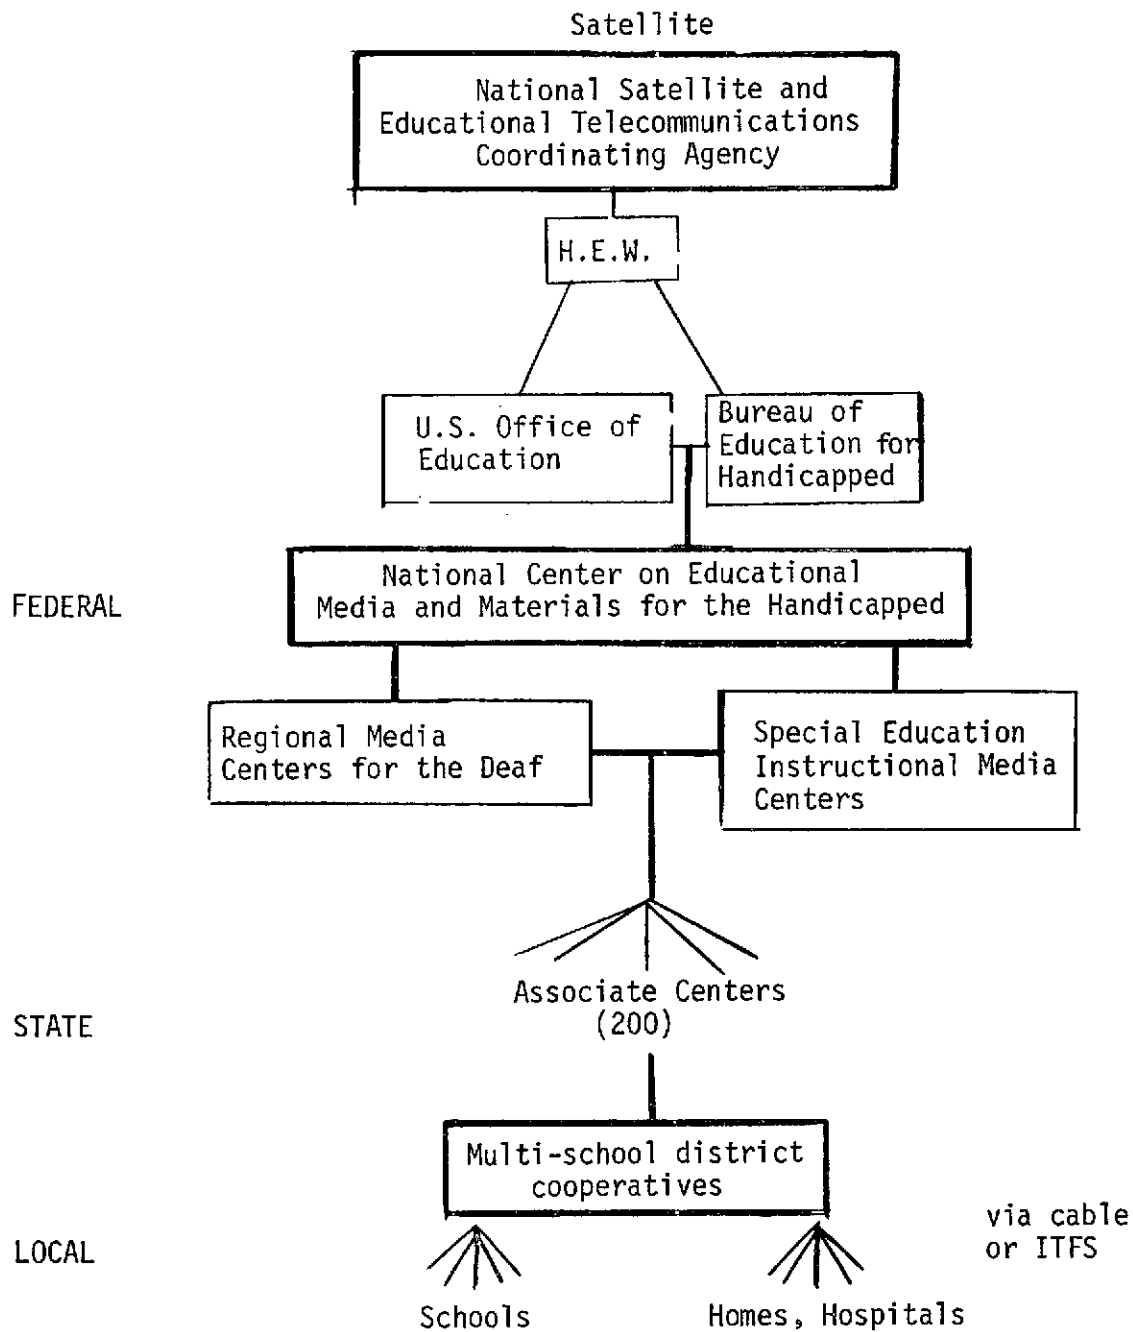 Satellite
National Satellite and
Educational Telecommunications
Coordinating Agency
H.E.W.
U.S. Office of
Education
Bureau of
Education for
Handicapped
National Center on Educational
Media and Materials for the Handicapped
FEDERAL
Regional Media
Centers for the Deaf
Special Education
Instructional Media
Centers
Associate Centers
(200)
STATE
Multi-school district
cooperatives
via cable
or ITFS
LOCAL
Schools
Homes, Hospitals